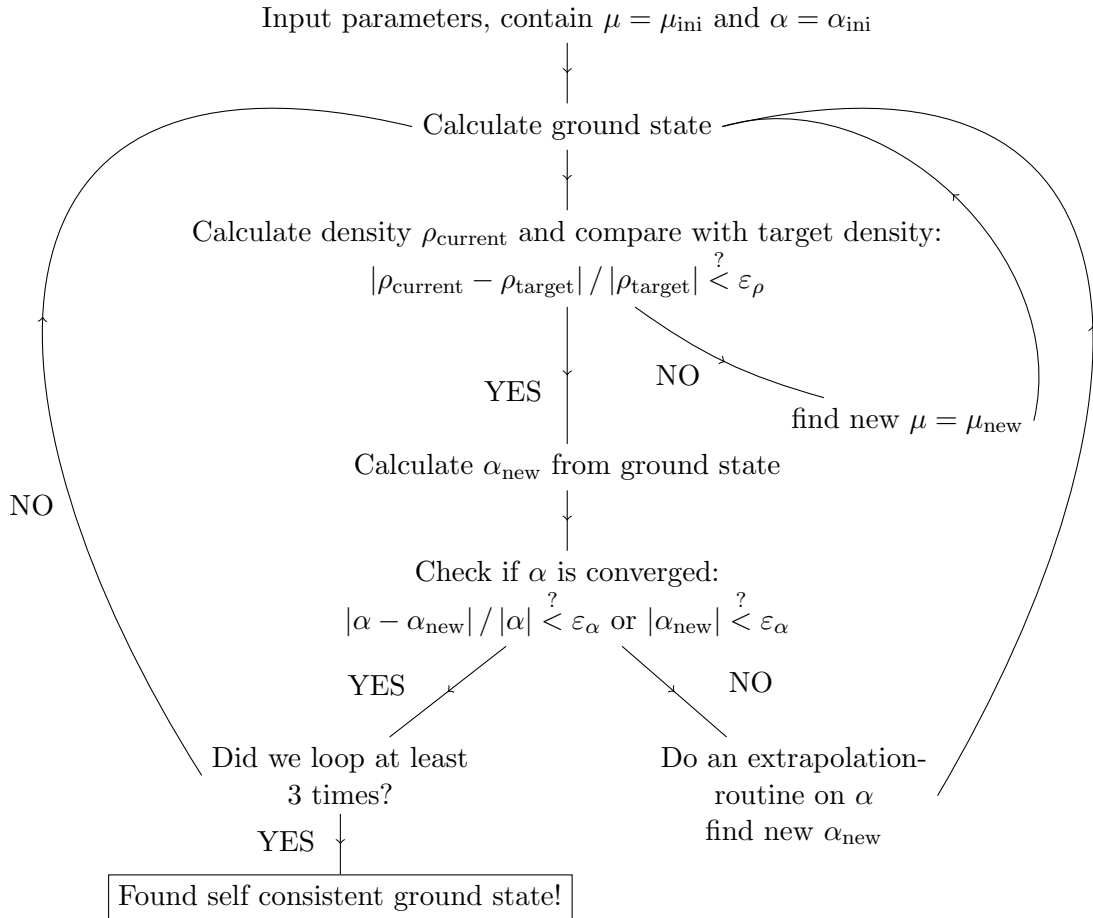 Input parameters, contain μ = μ_ini and α = α_ini
Calculate ground state
Calculate density ρ_current and compare with target density:
|ρ_current − ρ_target| / |ρ_target| <^? ε_ρ
YES
NO
find new μ = μ_new
Calculate α_new from ground state
NO
Check if α is converged:
|α − α_new| / |α| <^? ε_α or |α_new| <^? ε_α
YES
NO
Did we loop at least
3 times?
Do an extrapolation-
routine on α
find new α_new
YES
Found self consistent ground state!